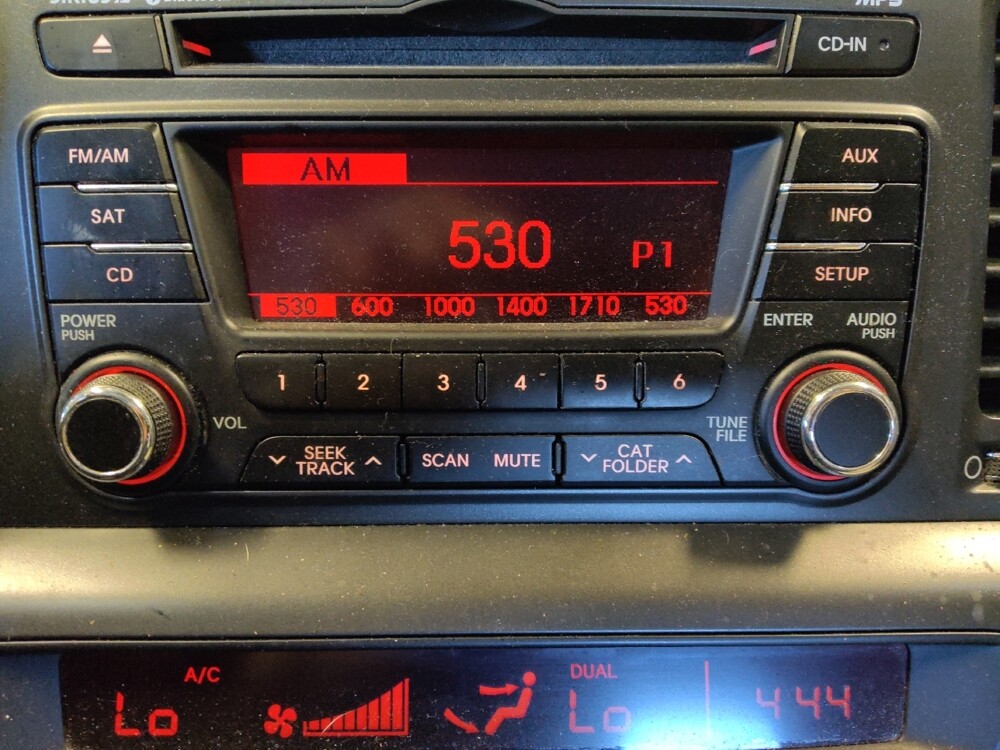 MP3
CD-IN
FM/AM
SAT
CD
AM
530
P1
530 600 1000 1400 1710 530
AUX
INFO
SETUP
POWER
PUSH
VOL
ENTER
AUDIO
PUSH
TUNE
FILE
1 2 3 4 5 6
SEEK
TRACK
SCAN MUTE
CAT
FOLDER
A/C
Lo
DUAL
Lo
4 44